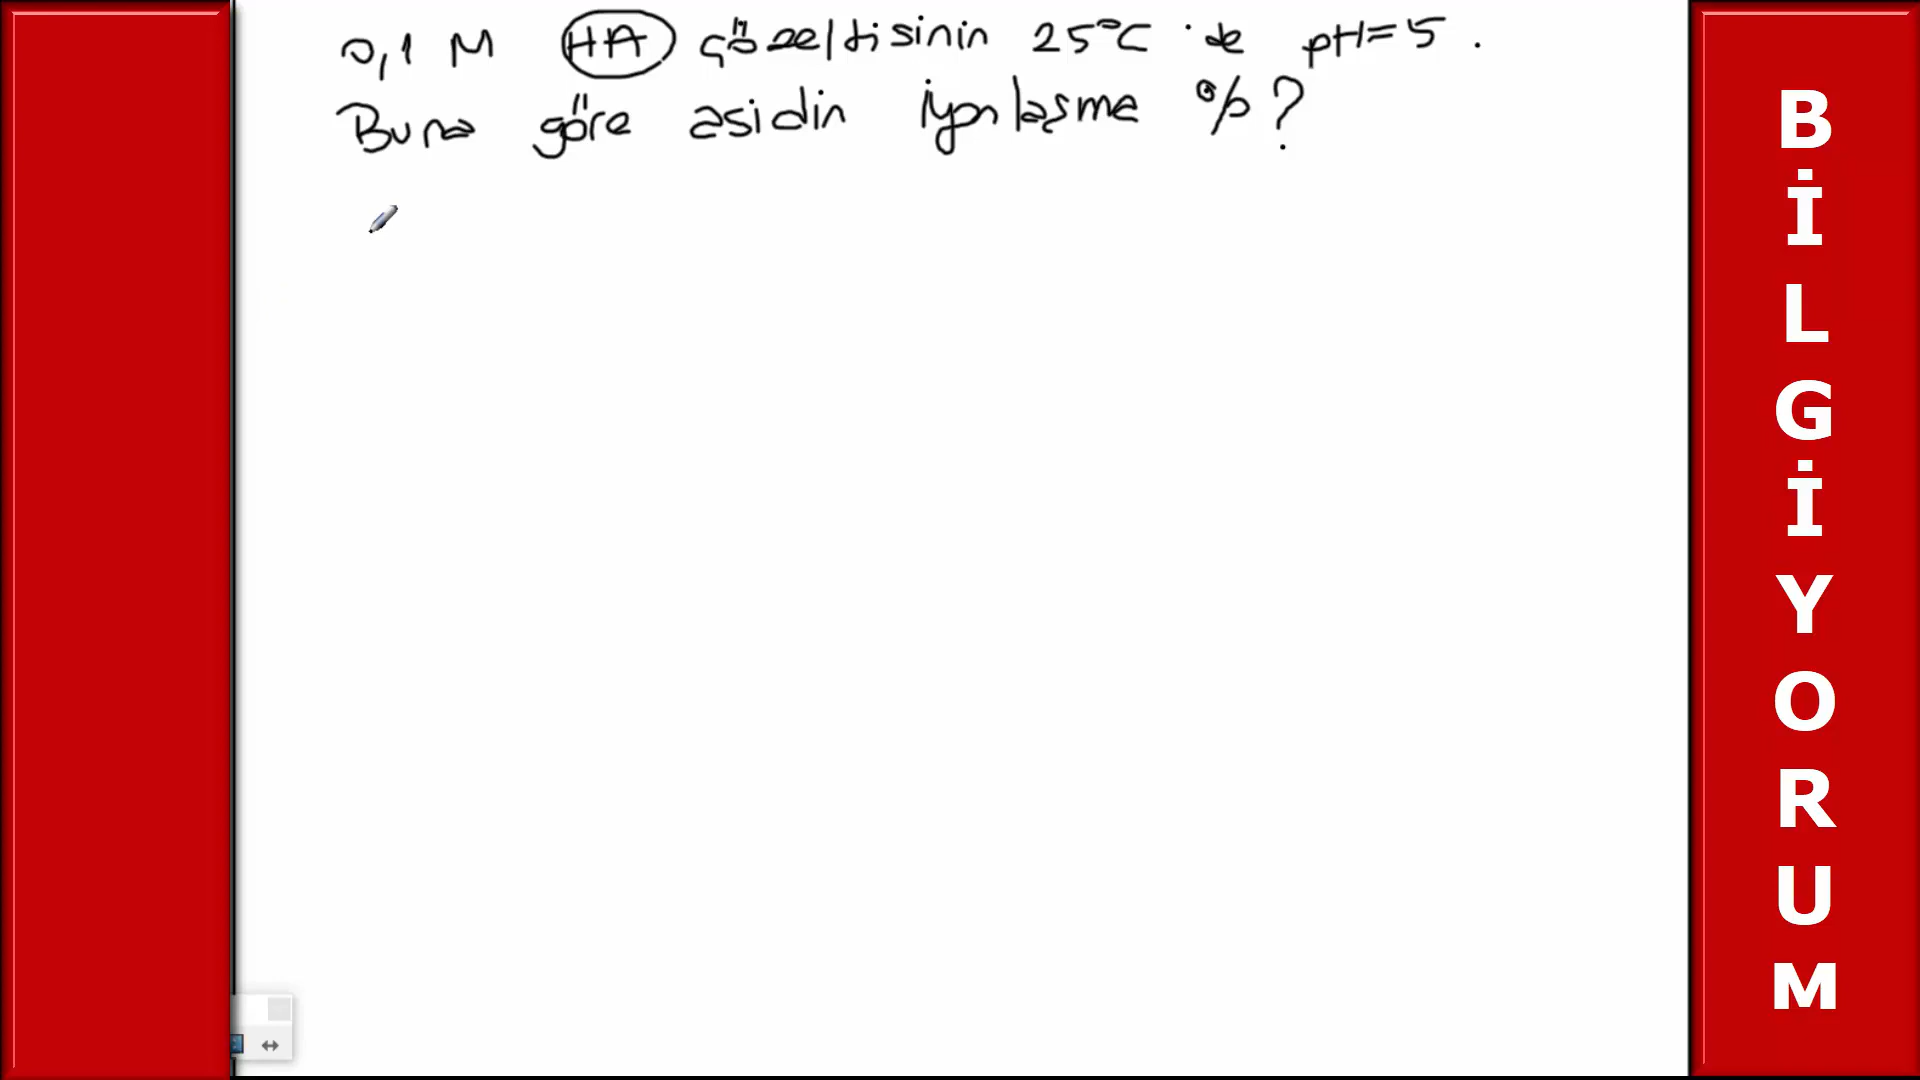 0,1 M HA çözeltisinin 25°C 'de pH=5 .
Buna göre asidin iyonlaşma % ?
BİLGİYORUM